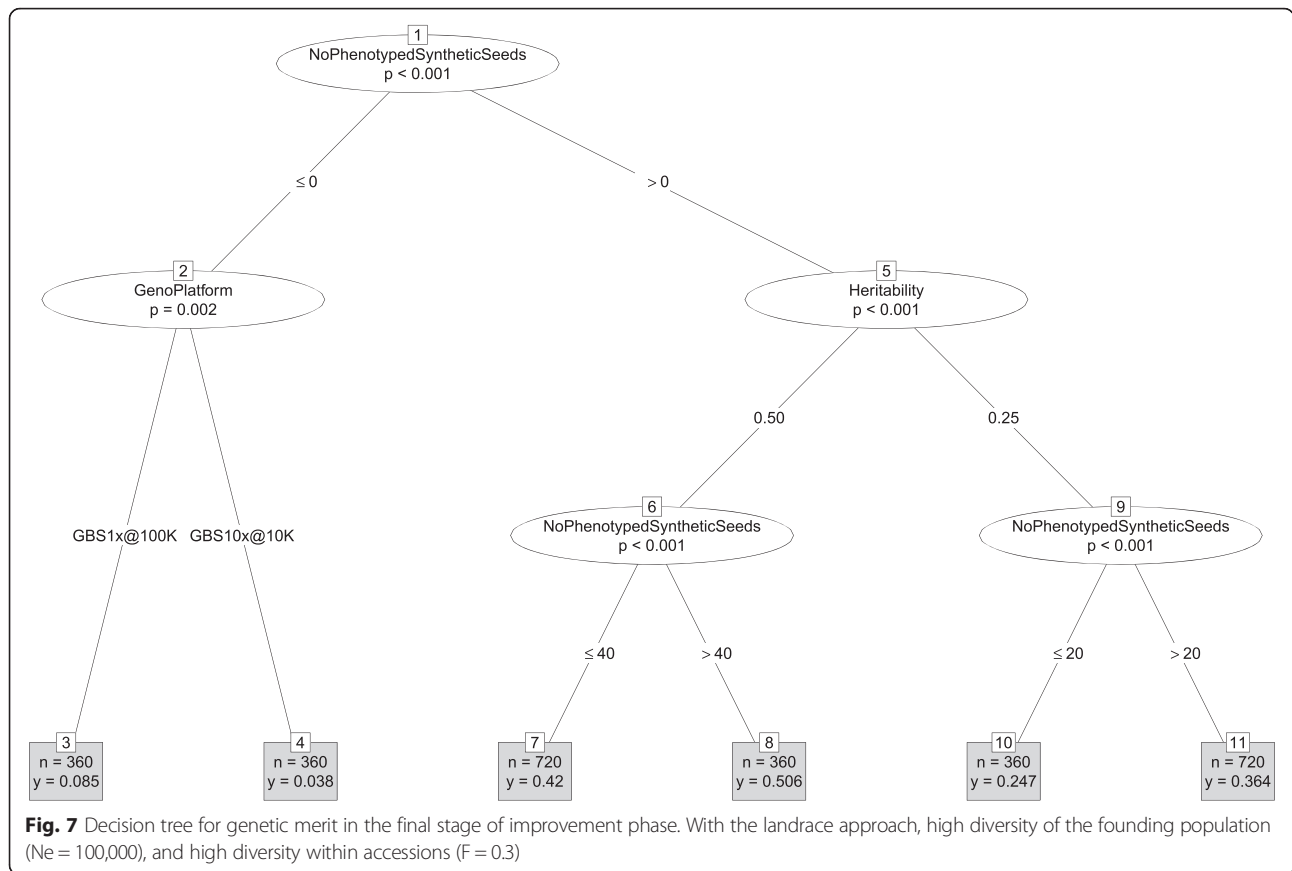 1
NoPhenotypedSyntheticSeeds
p < 0.001
≤ 0
> 0
2
GenoPlatform
p = 0.002
5
Heritability
p < 0.001
0.50
0.25
6
NoPhenotypedSyntheticSeeds
p < 0.001
9
NoPhenotypedSyntheticSeeds
p < 0.001
GBS1x@100K
GBS10x@10K
≤ 40
> 40
≤ 20
> 20
3
n = 360
y = 0.085
4
n = 360
y = 0.038
7
n = 720
y = 0.42
8
n = 360
y = 0.506
10
n = 360
y = 0.247
11
n = 720
y = 0.364
Fig. 7 Decision tree for genetic merit in the final stage of improvement phase. With the landrace approach, high diversity of the founding population
(Ne = 100,000), and high diversity within accessions (F = 0.3)